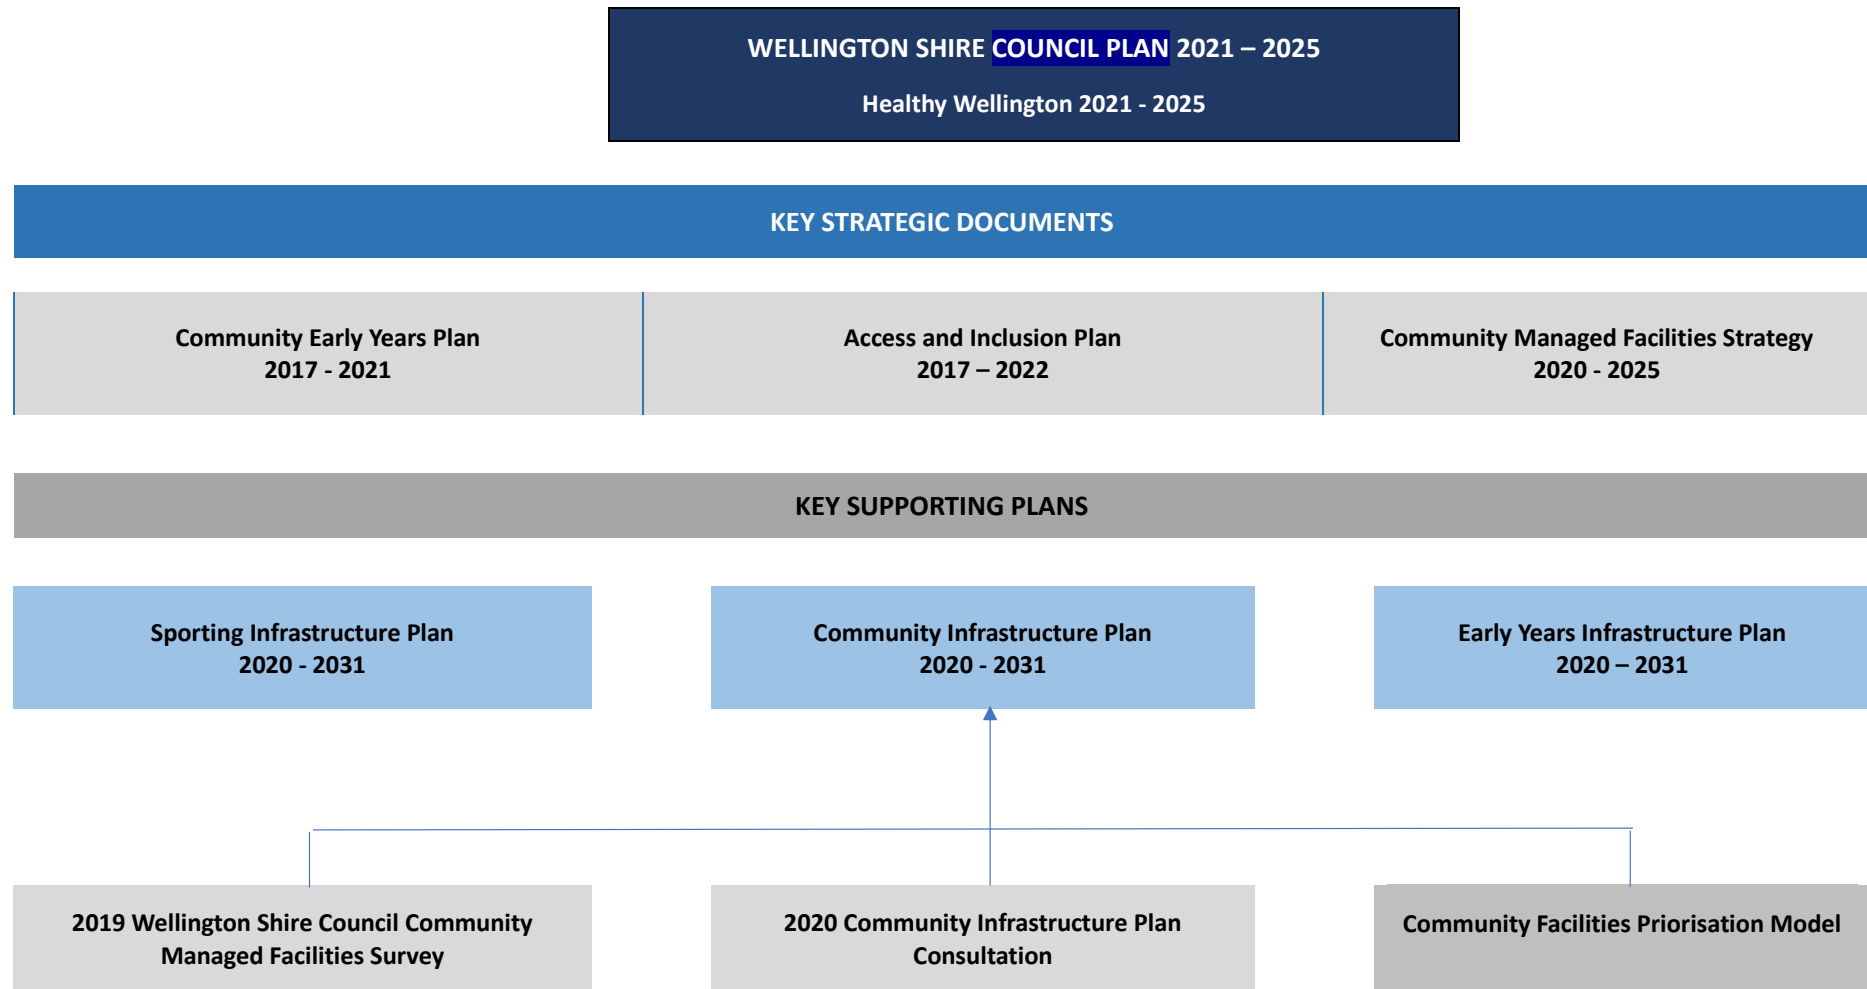 WELLINGTON SHIRE COUNCIL PLAN 2021 – 2025
Healthy Wellington 2021 - 2025
KEY STRATEGIC DOCUMENTS
Community Early Years Plan
2017 - 2021
Access and Inclusion Plan
2017 – 2022
Community Managed Facilities Strategy
2020 - 2025
KEY SUPPORTING PLANS
Sporting Infrastructure Plan
2020 - 2031
Community Infrastructure Plan
2020 - 2031
Early Years Infrastructure Plan
2020 – 2031
2019 Wellington Shire Council Community
Managed Facilities Survey
2020 Community Infrastructure Plan
Consultation
Community Facilities Priorisation Model